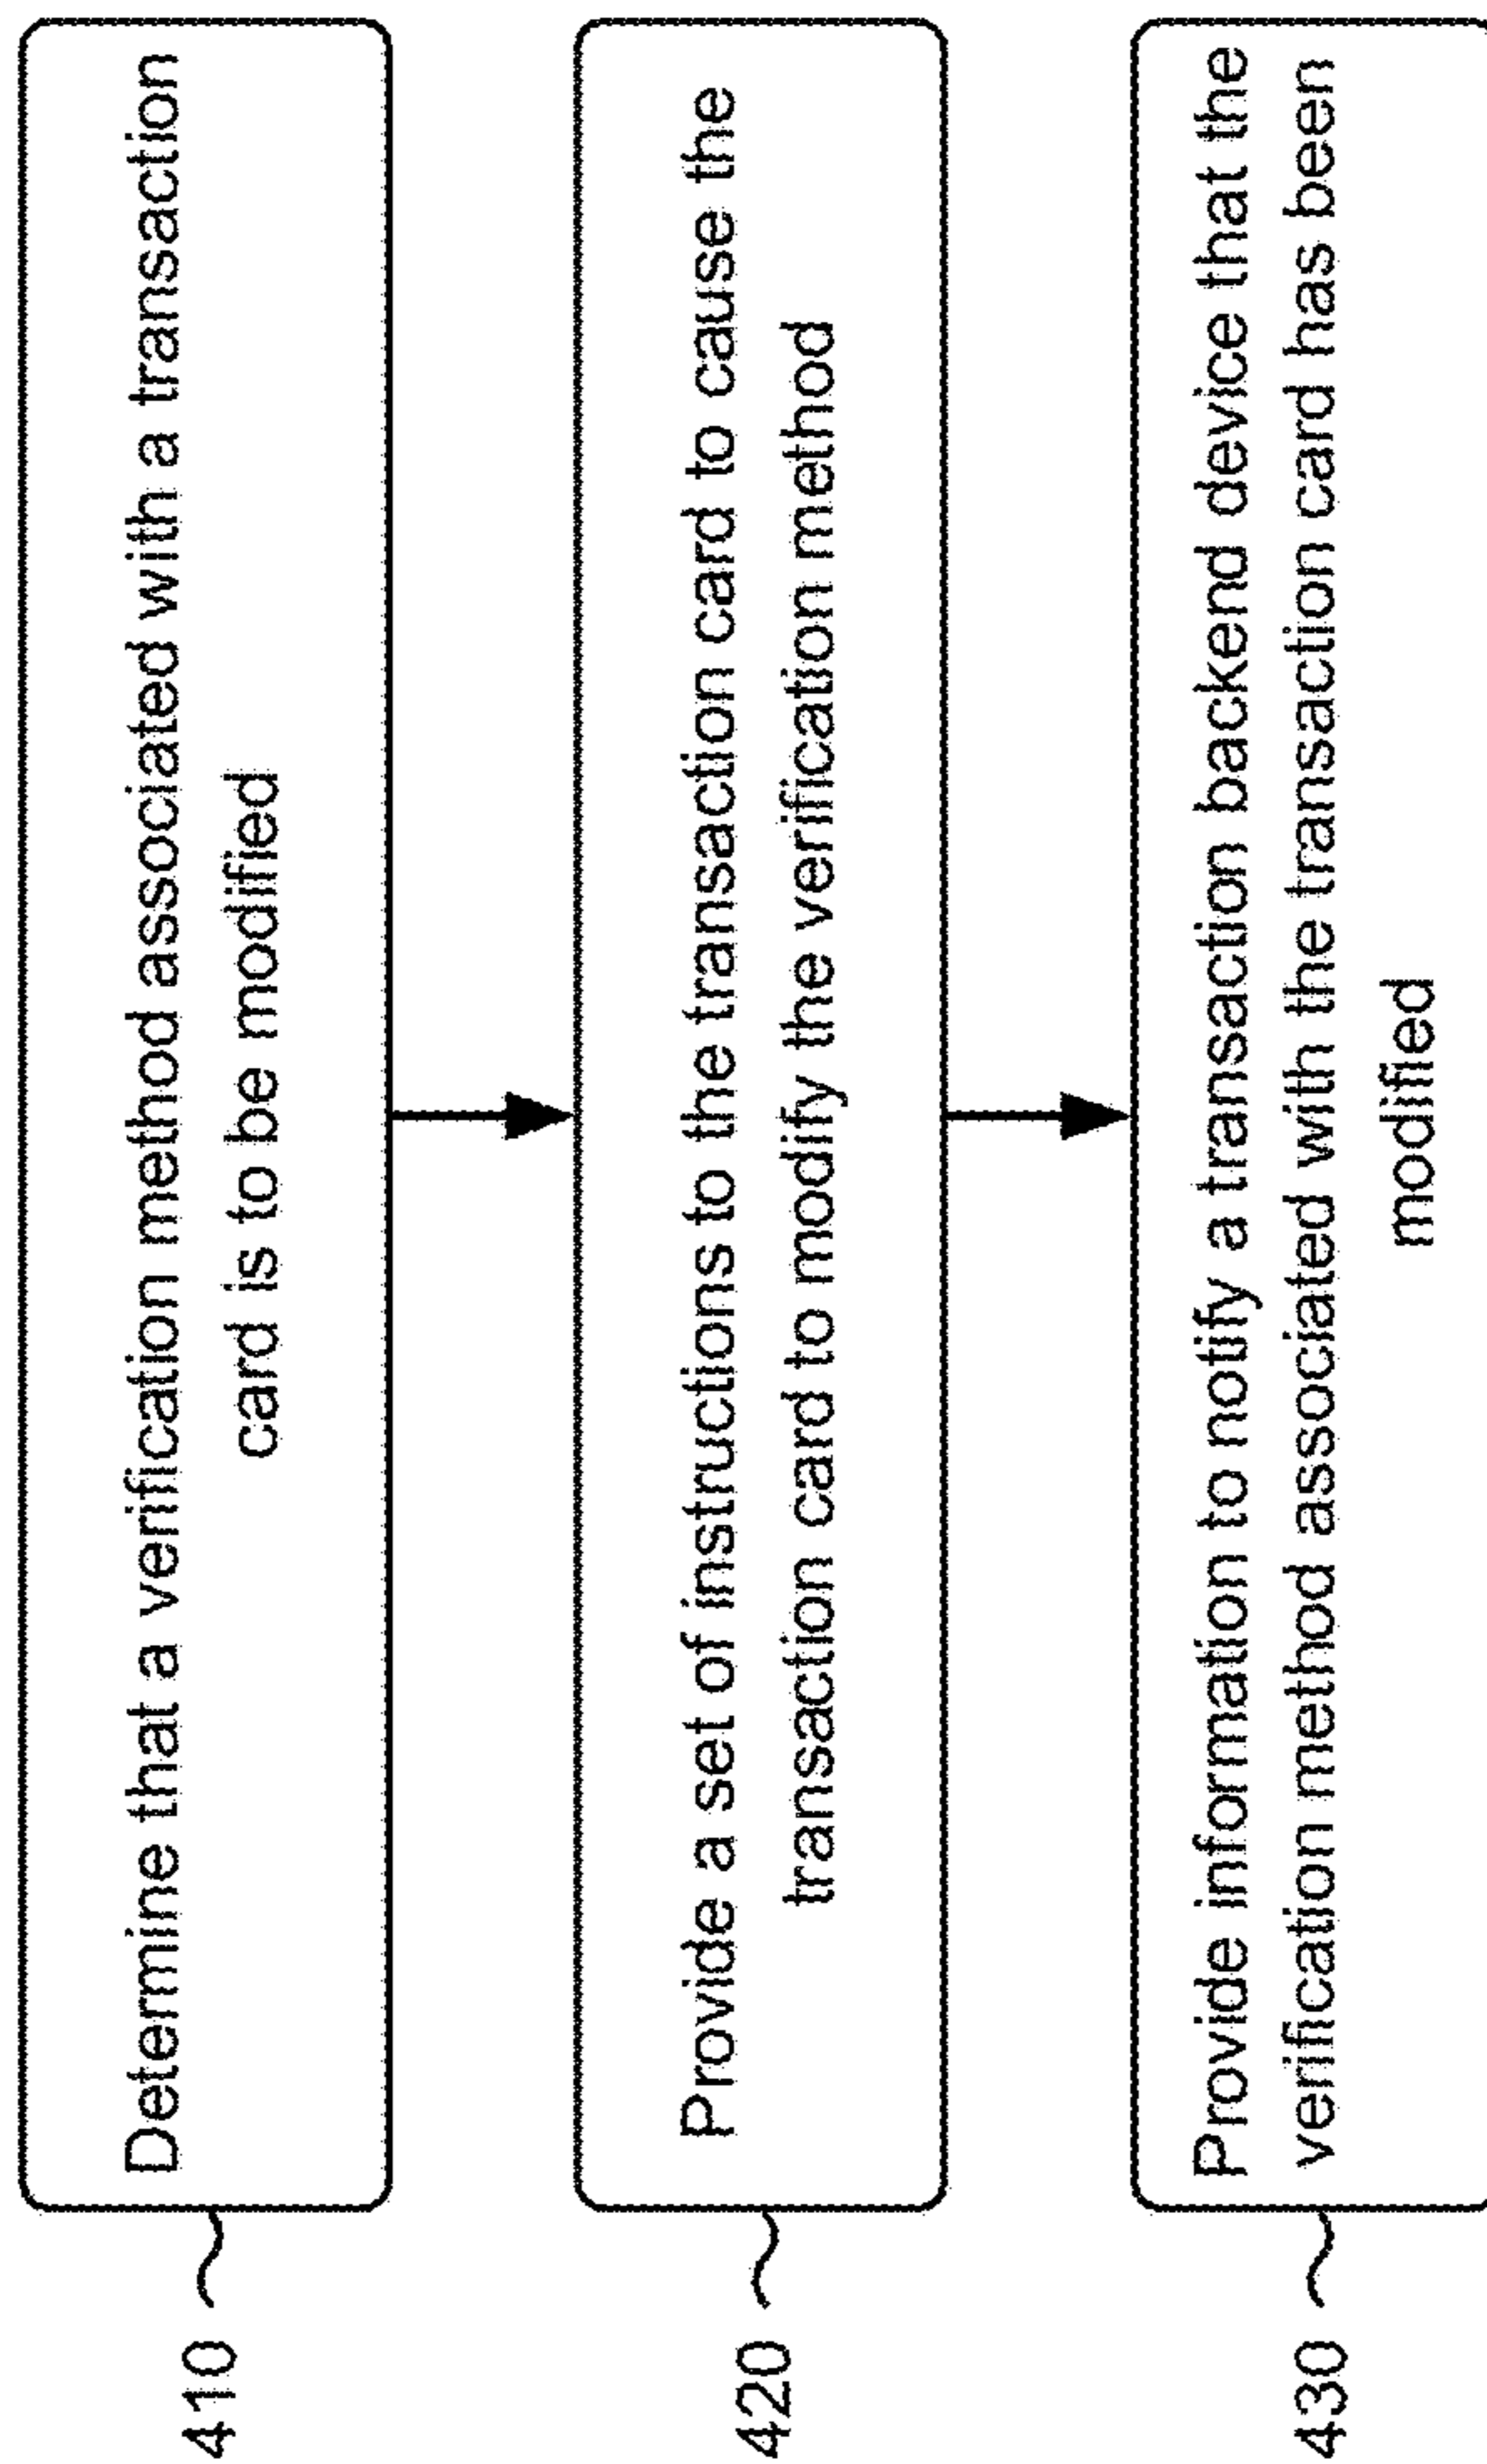 410
Determine that a verification method associated with a transaction
card is to be modified
420
Provide a set of instructions to the transaction card to cause the
transaction card to modify the verification method
430
Provide information to notify a transaction backend device that the
verification method associated with the transaction card has been
modified